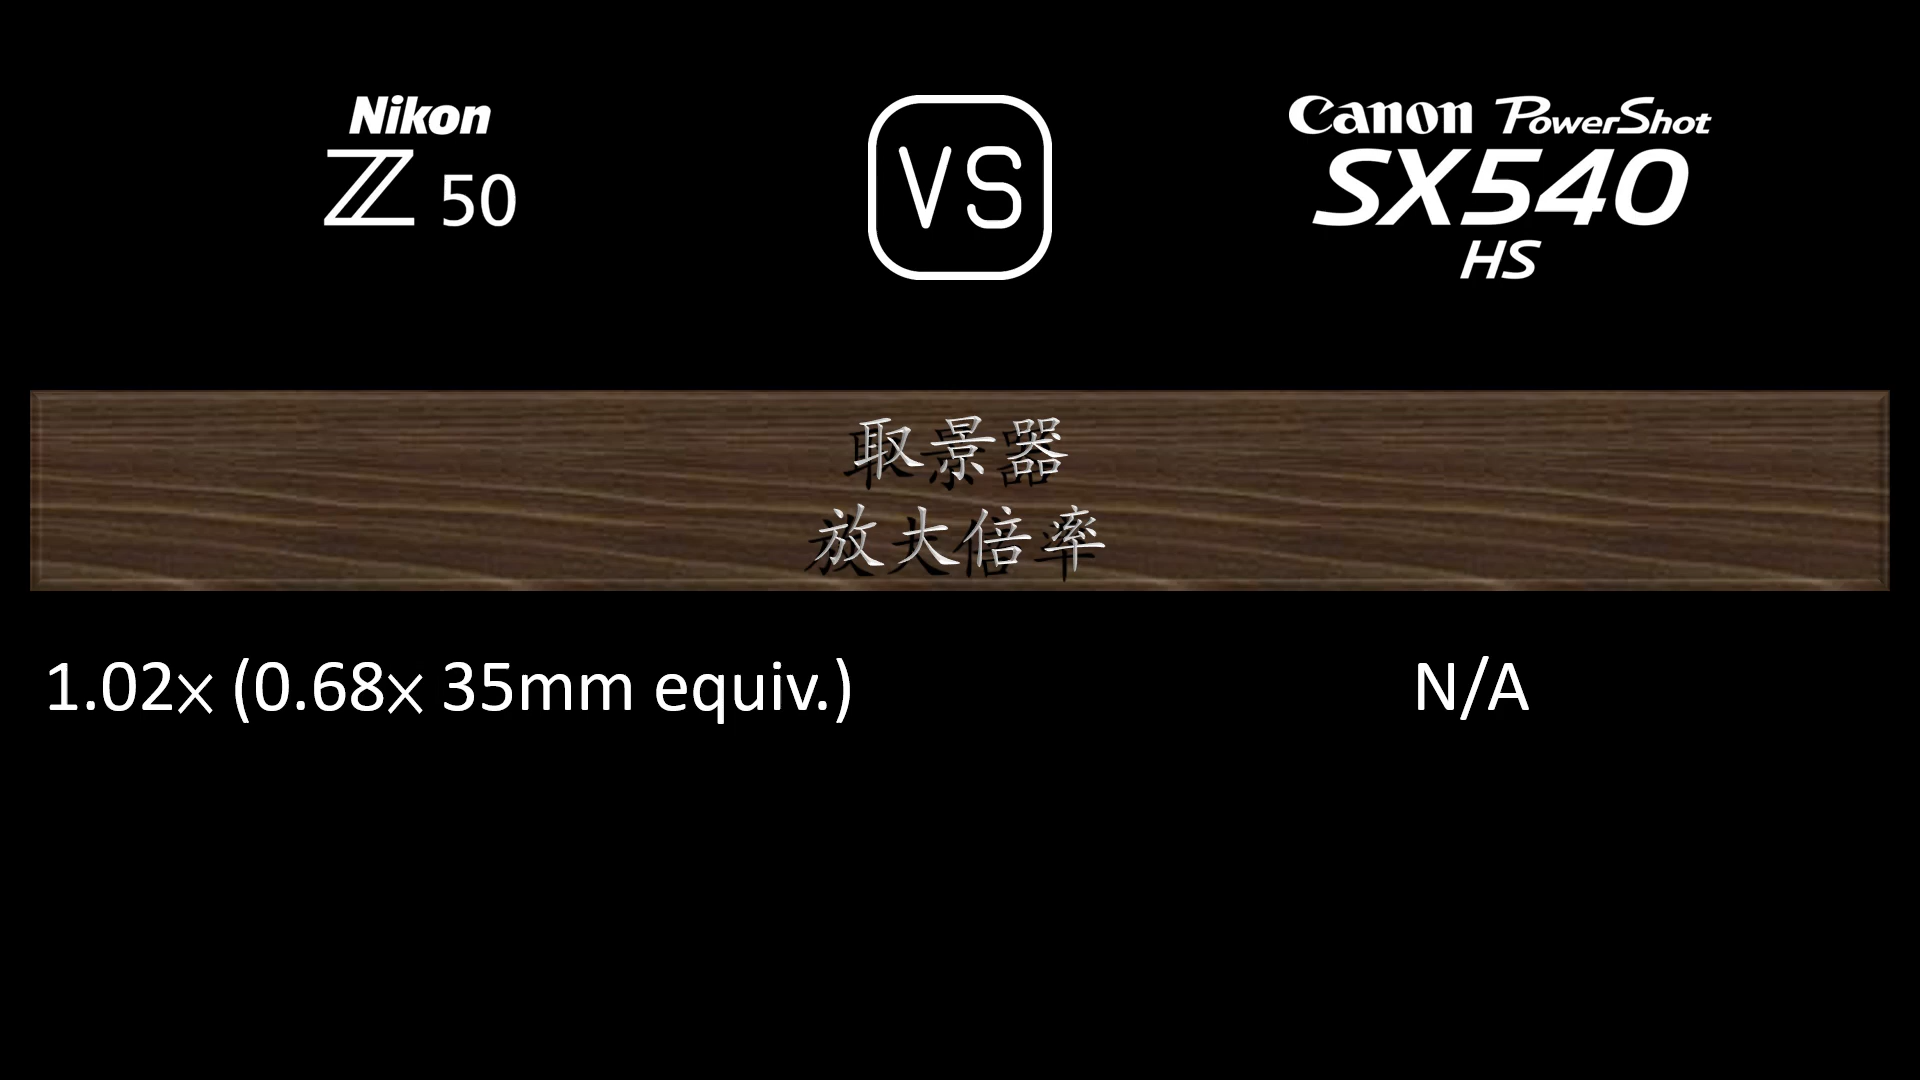 Nikon
Z 50
VS
Canon PowerShot
SX540
HS
取景器
放大倍率
1.02x (0.68x 35mm equiv.)
N/A